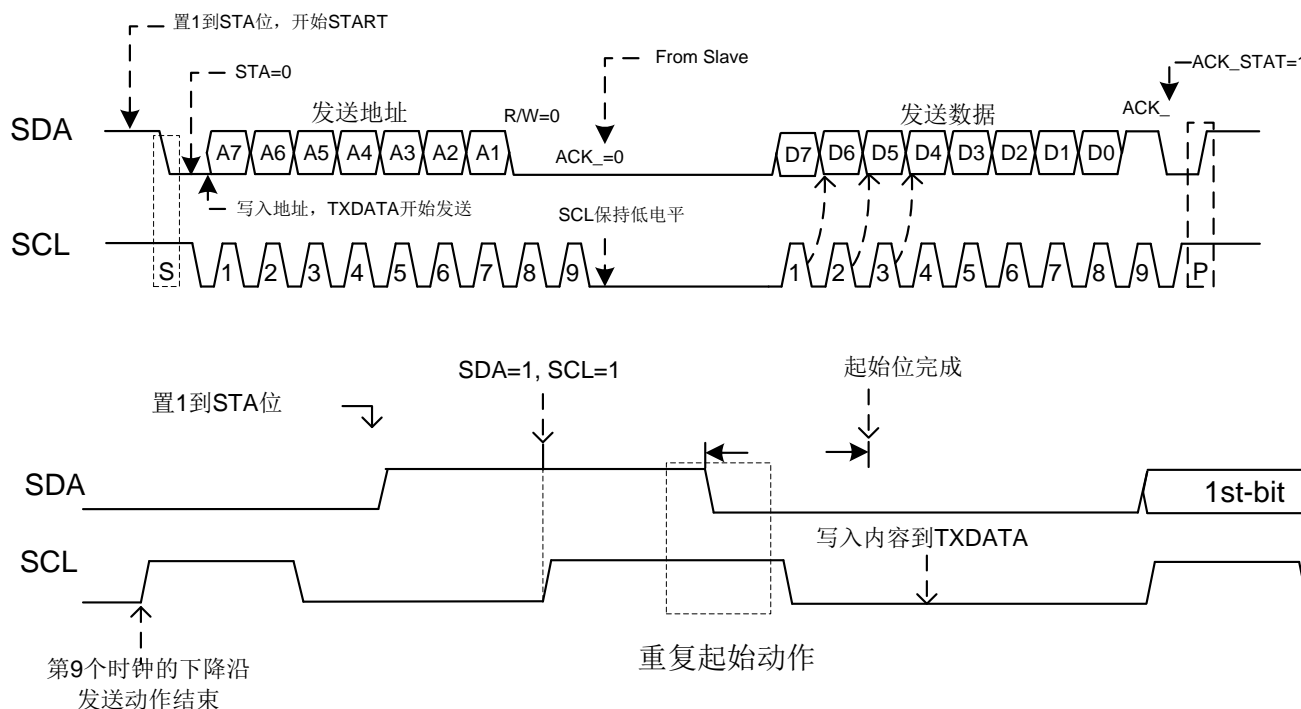 置1到STA位，开始START
STA=0
From Slave
ACK_STAT=1
发送地址
R/W=0
发送数据
ACK_
SDA
A7 A6 A5 A4 A3 A2 A1
ACK_=0
D7 D6 D5 D4 D3 D2 D1 D0
写入地址，TXDATA开始发送
SCL保持低电平
SCL
S 1 2 3 4 5 6 7 8 9 1 2 3 4 5 6 7 8 9 P
SDA=1, SCL=1
起始位完成
置1到STA位
SDA
1st-bit
写入内容到TXDATA
SCL
重复起始动作
第9个时钟的下降沿
发送动作结束